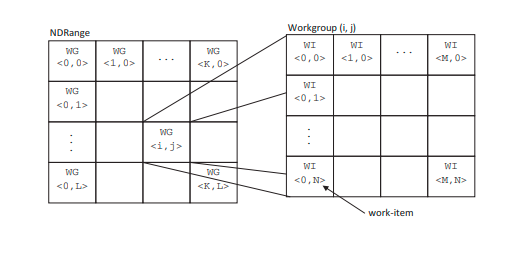 NDRange
WG WG WG
<0,0> <1,0> ... <K,0>
WG
<0,1>
⋮ WG
<i,j>
WG WG
<0,L> <K,L>
Workgroup (i, j)
WI WI WI
<0,0> <1,0> ... <M,0>
WI
<0,1>
⋮
WI WI
<0,N> <M,N>
work-item